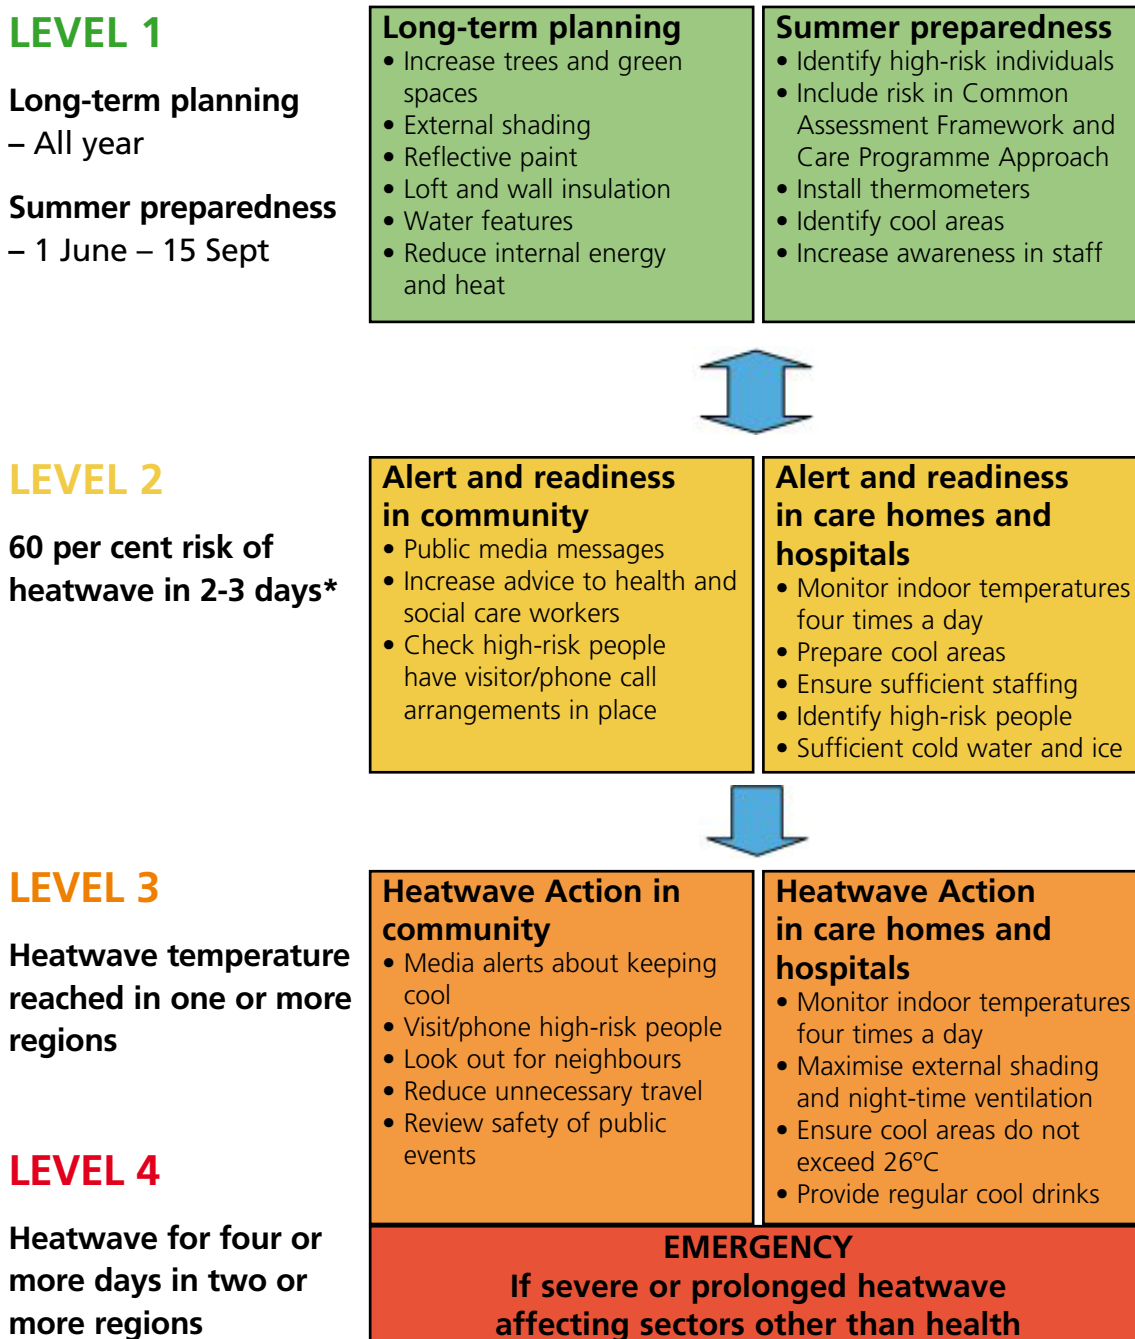 LEVEL 1
Long-term planning
– All year
Summer preparedness
– 1 June – 15 Sept
Long-term planning
• Increase trees and green
spaces
• External shading
• Reflective paint
• Loft and wall insulation
• Water features
• Reduce internal energy
and heat
Summer preparedness
• Identify high-risk individuals
• Include risk in Common
Assessment Framework and
Care Programme Approach
• Install thermometers
• Identify cool areas
• Increase awareness in staff
LEVEL 2
60 per cent risk of
heatwave in 2-3 days*
Alert and readiness
in community
• Public media messages
• Increase advice to health and
social care workers
• Check high-risk people
have visitor/phone call
arrangements in place
Alert and readiness
in care homes and
hospitals
• Monitor indoor temperatures
four times a day
• Prepare cool areas
• Ensure sufficient staffing
• Identify high-risk people
• Sufficient cold water and ice
LEVEL 3
Heatwave temperature
reached in one or more
regions
Heatwave Action in
community
• Media alerts about keeping
cool
• Visit/phone high-risk people
• Look out for neighbours
• Reduce unnecessary travel
• Review safety of public
events
Heatwave Action
in care homes and
hospitals
• Monitor indoor temperatures
four times a day
• Maximise external shading
and night-time ventilation
• Ensure cool areas do not
exceed 26ºC
• Provide regular cool drinks
LEVEL 4
Heatwave for four or
more days in two or
more regions
EMERGENCY
If severe or prolonged heatwave
affecting sectors other than health